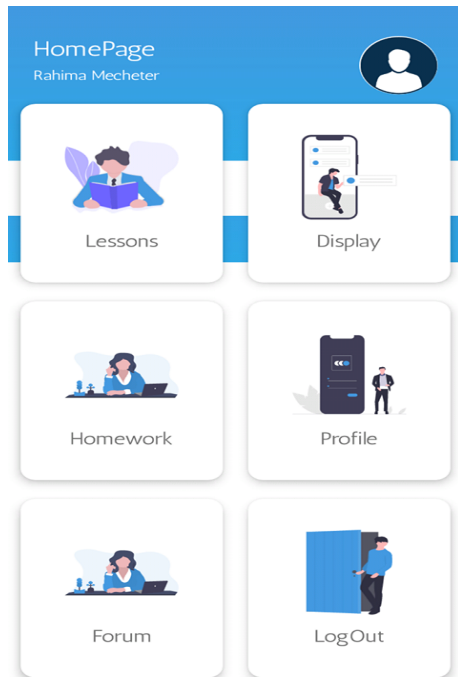 HomePage
Rahima Mecheter
Lessons
Display
Homework
Profile
Forum
LogOut